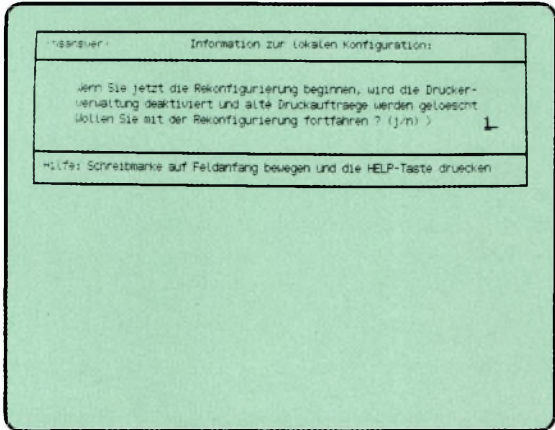 Information zur lokalen Konfiguration:
Wenn Sie jetzt die Rekonfigurierung beginnen, wird die Drucker-
verwaltung deaktiviert und alte Druckauftraege werden geloescht
Wollen Sie mit der Rekonfigurierung fortfahren ? (j/n) )
Hilfe: Schreibmarke auf Feldanfang bewegen und die HELP-Taste druecken